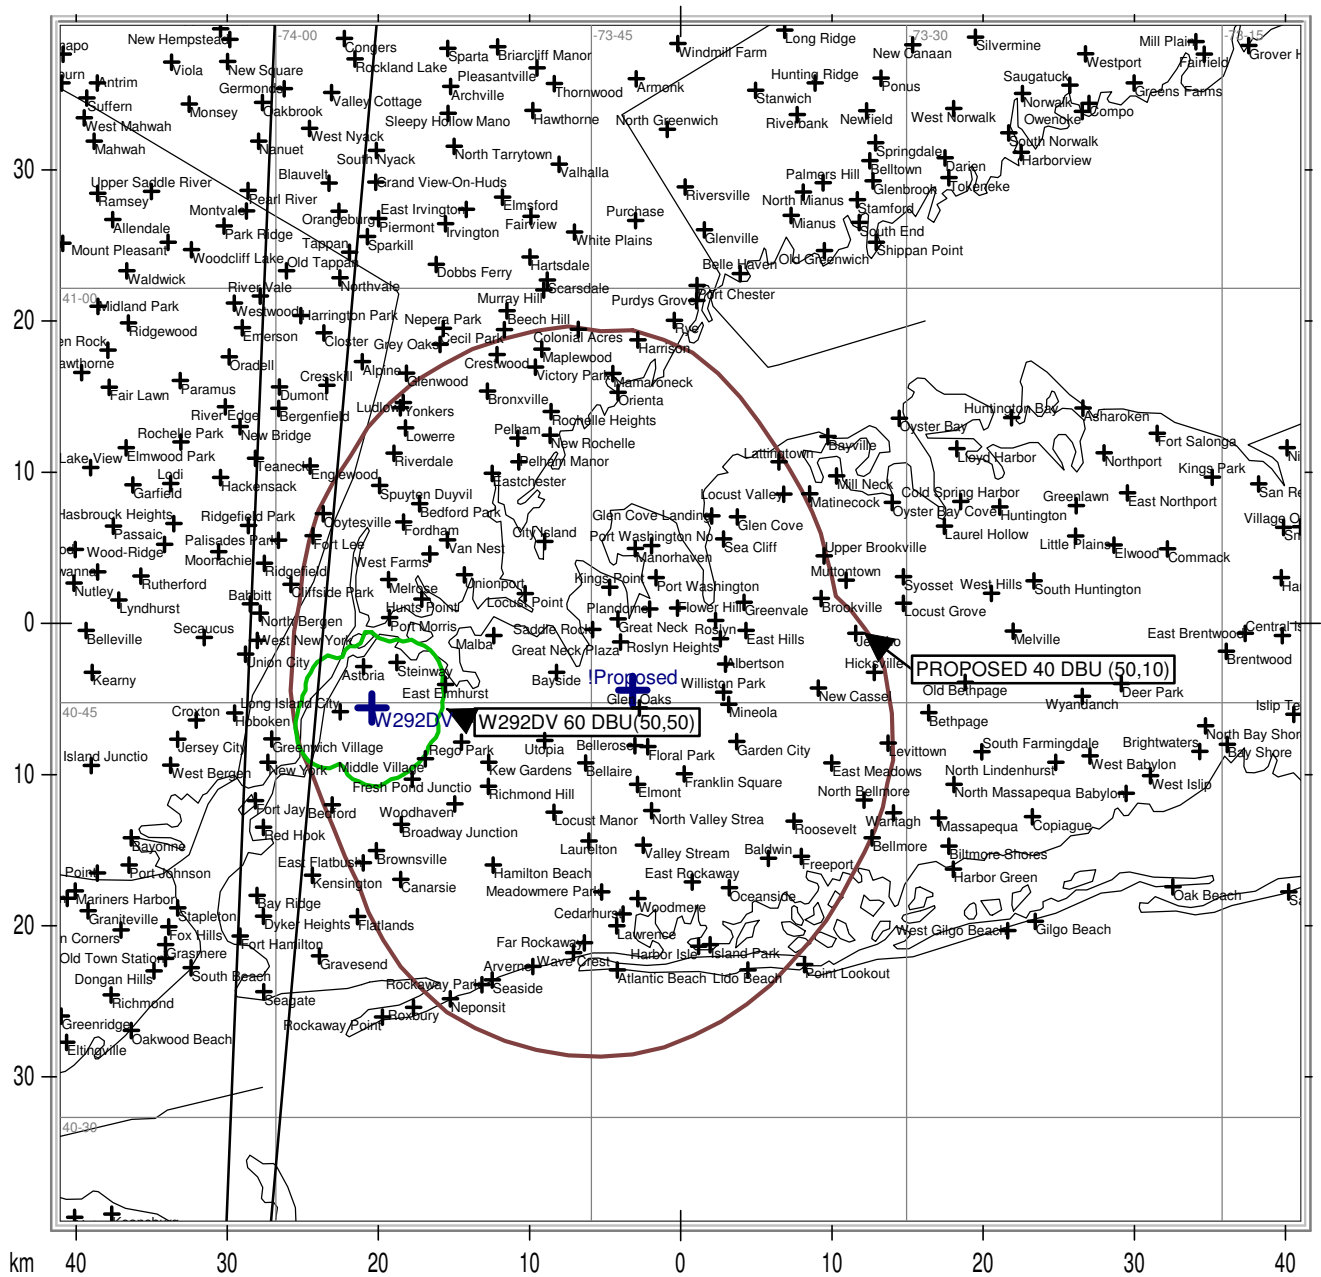 -74-00
-73-45
-73-30
-73-15
New Hempstead
Congers
Sparta
Briarcliff Manor
Windmill Farm
Long Ridge
New Canaan
Silvermine
Mill Plain
Grover H
napo
Viola
New Square
Rockland Lake
Pleasantville
Thornwood
Armonk
Hunting Ridge
Ponus
Saugatuck
Westport
Fairfield
burn
Antrim
Germonds
Valley Cottage
Archville
Stanwich
Norwalk
Greens Farms
Suffern
Monsey
Oakbrook
Sleepy Hollow Mano
Hawthorne
North Greenwich
Riverbank
Newfield
West Norwalk
Owenoke
Compo
West Mahwah
West Nyack
South Norwalk
Mahwah
Nanuet
South Nyack
North Tarrytown
Valhalla
Springdale
Darien
Harborview
30
Blauvelt
Grand View-On-Huds
Riversville
Palmers Hill
Belltown
Glenbrook
Tokeneke
Upper Saddle River
Ramsey
Pearl River
Elmsford
North Mianus
Stamford
Montvale
Orangeburg
East Irvington
Piermont
Irvington
Fairview
Purchase
Mianus
South End
Allendale
Park Ridge
Tappan
Sparkill
White Plains
Glenville
Shippan Point
Mount Pleasant
Woodcliff Lake
Old Tappan
Dobbs Ferry
Hartsdale
Belle Haven
Old Greenwich
Waldwick
Northvale
Scarsdale
River Vale
41-00
Midland Park
Westwood
Harrington Park
Murray Hill
Purdys Grove
Port Chester
20
Ridgewood
Emerson
Closter
Nepera Park
Beech Hill
Rye
en Rock
Grey Oaks
Cecil Park
Colonial Acres
Harrison
awthorne
Oradell
Alpine
Crestwood
Maplewood
Fair Lawn
Paramus
Dumont
Cresskill
Glenwood
Victory Park
Mamaroneck
Orienta
River Edge
Bergenfield
Ludlow
Yonkers
Bronxville
Rochelle Heights
Huntington Bay
Asharoken
Rochelle Park
New Bridge
Lowerre
Pelham
New Rochelle
Oyster Bay
Bayville
Fort Salonga
Lake View
Elmwood Park
Teaneck
Riverdale
Pelham Manor
Lattingtown
Lloyd Harbor
Northport
Ni
10
Lodi
Hackensack
Englewood
Eastchester
Mill Neck
Kings Park
San Re
Garfield
Spuyten Duyvil
Locust Valley
Matinecock
Cold Spring Harbor
Greenlawn
East Northport
Hasbrouck Heights
Ridgefield Park
Coytesville
Bedford Park
Glen Cove Landing
Glen Cove
Oyster Bay Cove
Huntington
Village O
Passaic
Fordham
City Island
Port Washington No
Laurel Hollow
Sn
Wood-Ridge
Palisades Park
Fort Lee
Van Nest
Sea Cliff
Upper Brookville
Little Plains
Elwood
Commack
Moonachie
West Farms
Manorhaven
Ridgefield
Muttontown
Nutley
Rutherford
Cliffside Park
Melrose
Unionport
Kings Point
Port Washington
Syosset
West Hills
South Huntington
Ha
Lyndhurst
Babbitt
Hunts Point
Locust Point
Plandome
Flower Hill
Greenvale
Brookville
Locust Grove
0
Belleville
Secaucus
North Bergen
West New York
Port Morris
Malba
Saddle Rock
Great Neck
Great Neck Plaza
Roslyn
Roslyn Heights
East Hills
Jericho
Melville
East Brentwood
Central Is
Union City
Steinway
Astoria
Kearny
East Elmhurst
Bayside
!Proposed
Albertson
Hicksville
PROPOSED 40 DBU (50,10)
Brentwood
Williston Park
Glen Oaks
New Cassel
Old Bethpage
Deer Park
Wyandanch
Long Island City
40-45
Croxton
Hoboken
W292DV
W292DV 60 DBU(50,50)
Mineola
Bethpage
Islip Te
Island Junctio
Jersey City
Greenwich Village
Rego Park
Utopia
Bellerose
Floral Park
Garden City
Levittown
South Farmingdale
Brightwaters
North Bay Shor
Bay Shore
West Bergen
New York
Middle Village
Kew Gardens
Bellaire
East Meadows
North Lindenhurst
West Babylon
10
Fresh Pond Junctio
Richmond Hill
Elmont
Franklin Square
North Bellmore
North Massapequa
Babylon
West Islip
Fort Jay
Bedford
Woodhaven
Locust Manor
North Valley Strea
Roosevelt
Wantagh
Massapequa
Copiague
Bayonne
Red Hook
Broadway Junction
Laurelton
Valley Stream
Baldwin
Bellmore
Biltmore Shores
Point
Port Johnson
East Flatbush
Brownsville
Hamilton Beach
East Rockaway
Freeport
Harbor Green
Kensington
Canarsie
Meadowmere Park
Woodmere
Oceanside
Oak Beach
Mariners Harbor
Bay Ridge
Graniteville
Stapleton
Dyker Heights
Flatlands
Cedarhurst
20
n Corners
Fox Hills
Fort Hamilton
Far Rockaway
Lawrence
Harbor Isle
Island Park
West Gilgo Beach
Gilgo Beach
Old Town Station
Grasmere
Gravesend
Wave Crest
Dongan Hills
South Beach
Arverne
Atlantic Beach
Lido Beach
Point Lookout
Richmond
Seagate
Rockaway Park
Seaside
Neponsit
Greenridge
Oakwood Beach
Rockaway Point
Roxbury
Eltingville
30
40-30
km
40
30
20
10
0
10
20
30
40